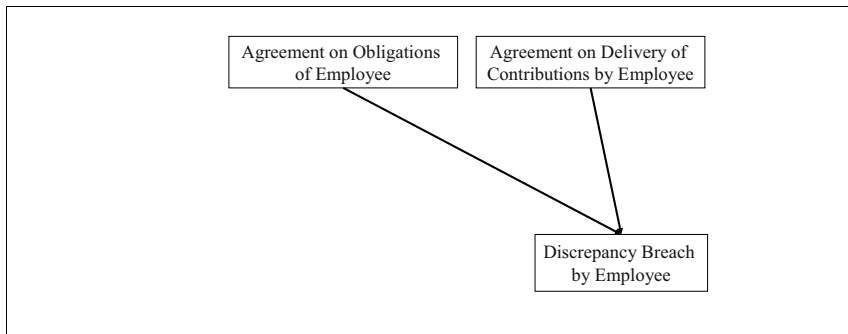 Agreement on Obligations
of Employee
Agreement on Delivery of
Contributions by Employee
Discrepancy Breach
by Employee